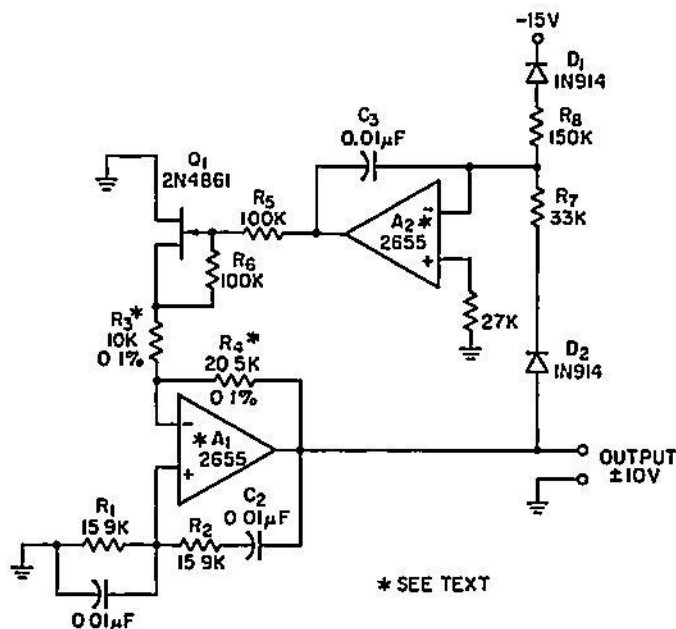 -15V
D1
1N914
R8
150K
C3
0.01µF
Q1
2N4861
R5
100K
-
A2*
2655
+
R7
33K
R6
100K
27K
R3*
10K
0.1%
R4*
20.5K
0.1%
D2
1N914
-
*A1
2655
+
OUTPUT
±10V
R1
15.9K
R2
15.9K
C2
0.01µF
0.01µF
* SEE TEXT